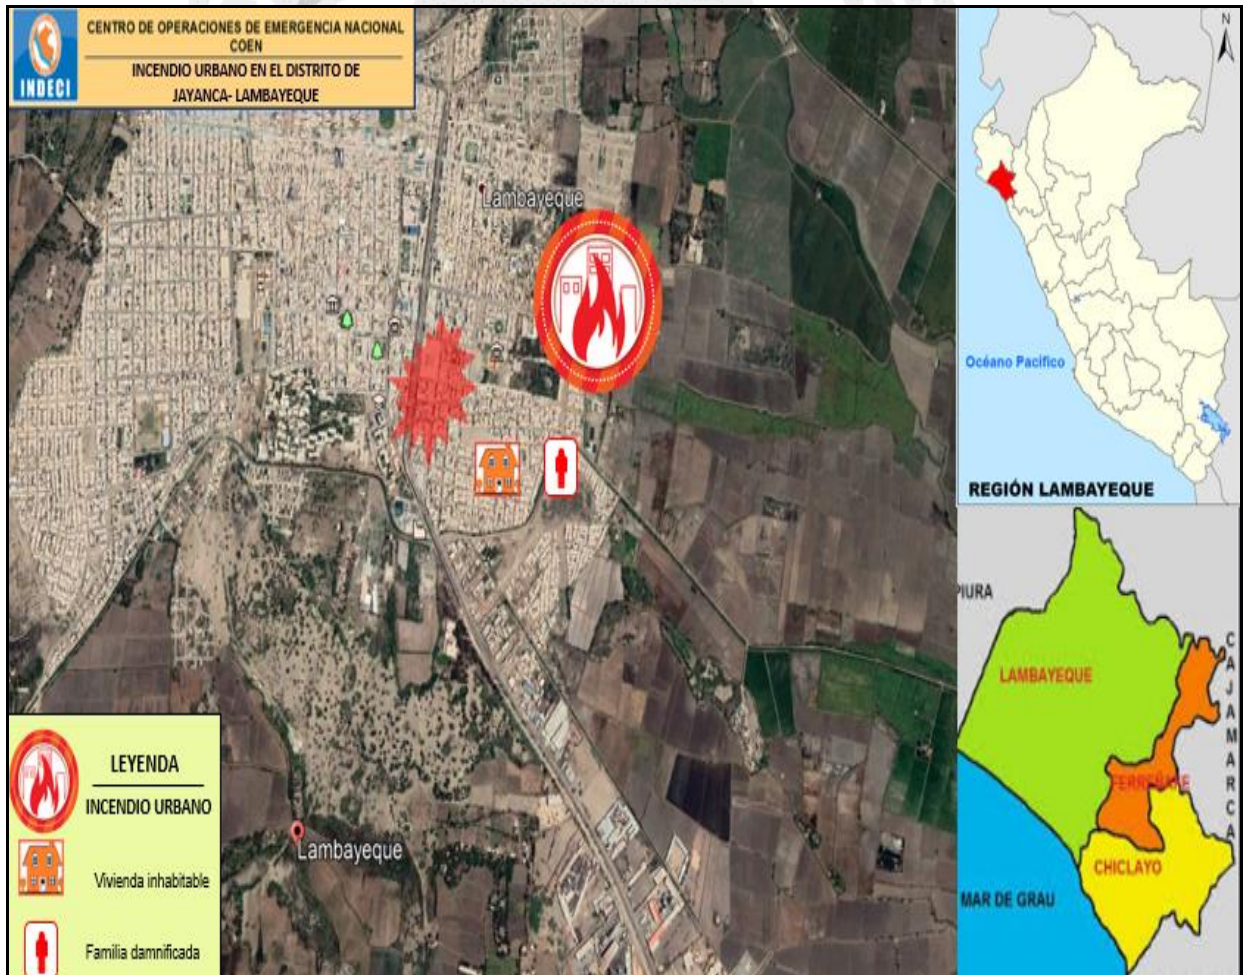 INDECI
CENTRO DE OPERACIONES DE EMERGENCIA NACIONAL
COEN
INCENDIO URBANO EN EL DISTRITO DE
JAYANCA- LAMBAYEQUE
Lambayeque
Lambayeque
LEYENDA
INCENDIO URBANO
Vivienda inhabitable
Familia damnificada
N
Océano Pacífico
REGIÓN LAMBAYEQUE
PIURA
LAMBAYEQUE
CAJAMARCA
FERREÑAFE
CHICLAYO
MAR DE GRAU